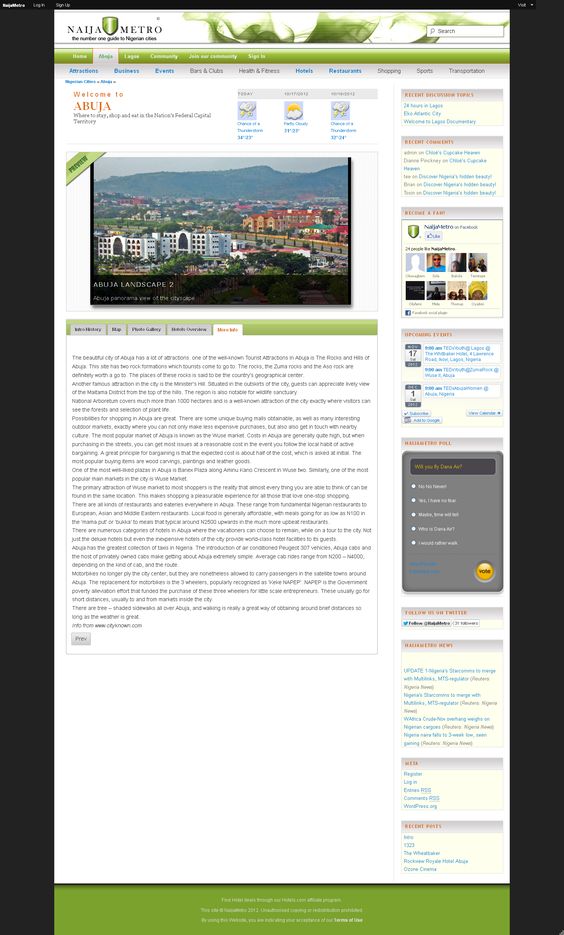 NaijaMetro Log In Sign Up Visit
NAIJA METRO
the number one guide to Nigerian cities
Search
Home Abuja Lagos Community Join our community Sign In
Attractions Business Events Bars & Clubs Health & Fitness Hotels Restaurants Shopping Sports Transportation
Nigerian Cities » Abuja »
Welcome to
ABUJA
Where to stay, shop and eat in the Nation's Federal Capital
Territory
TODAY 10/17/2012 10/18/2012
Chance of a Thunderstorm
34°|23°
Partly Cloudy
31°|23°
Chance of a Thunderstorm
32°|24°
PREVIEW
ABUJA LANDSCAPE 2
Abuja panorama view of the cityscape
Intro/History Map Photo Gallery Hotels Overview More Info
The beautiful city of Abuja has a lot of attractions, one of the well-known Tourist Attractions in Abuja is The Rocks and Hills of
Abuja. This site has two rock formations which tourists come to go to. The rocks, the Zuma rocks and the Aso rock are
definitely worth a go to. The places of these rocks is said to be the country's geographical center.
Another famous attraction in the city is the Minister's Hill. Situated in the outskirts of the city, guests can appreciate lively view
of the Maitama District from the top of the hills. The region is also notable for wildlife sanctuary.
National Arboretum covers much more than 1000 hectares and is a well-known attraction of the city exactly where visitors can
see the forests and selection of plant life.
Possibilities for shopping in Abuja are great. There are some unique buying malls obtainable, as well as many interesting
outdoor markets, exactly where you can not only make less expensive purchases, but also get in touch with nearby
culture. The most popular market of Abuja is known as the Wuse market. Costs in Abuja are generally quite high, but when
purchasing in the streets, you can get most issues at a reasonable cost in the event you follow the local habit of active
bargaining. A great principle for bargaining is that the expected cost is about half of the cost, which is asked at initial. The
most popular buying items are wood carvings, paintings and leather goods.
One of the most well-liked plazas in Abuja is Banex Plaza along Aminu Kano Crescent in Wuse two. Similarly, one of the most
popular main markets in the city is Wuse Market.
The primary attraction of Wuse market to most shoppers is the reality that almost every thing you are able to think of can be
found in the same location. This makes shopping a pleasureable experience for all those that love one-stop shopping.
There are all kinds of restaurants and eateries everywhere in Abuja. These range from fundamental Nigerian restaurants to
European, Asian and Middle Eastern restaurants. Local food is generally affordable, with meals going for as low as N100 in
the 'mama put' or 'bukka' to meals that typical around N2500 upwards in the much more upbeat restaurants.
There are numerous categories of hotels in Abuja where the vacationers can choose to remain, while on a tour to the city. Not
just the deluxe hotels but even the inexpensive hotels of the city provide world-class hotel facilities to its guests.
Abuja has the greatest collection of taxis in Nigeria. The introduction of air conditioned Peugeot 307 vehicles, Abuja cabs and
the host of privately owned cabs make getting about Abuja extremely simple. Average cab rides range from N200 – N4000,
depending on the kind of cab, and the route.
Motorbikes no longer ply the city center, but they are nonetheless allowed to carry passengers in the satellite towns around
Abuja. The replacement for motorbikes is the 3 wheelers, popularly recognized as 'Keke NAPEP'. NAPEP is the Government
poverty alleviation effort that funded the purchase of these three wheelers for little scale entrepreneurs. These usually go for
short distances, usually to and from markets inside the city.
There are tree – shaded sidewalks all over Abuja, and walking is really a great way of obtaining around brief distances so
long as the weather is great.
Info from www.cityknown.com
Prev
RECENT DISCUSSION TOPICS
24 hours in Lagos
Eko Atlantic City
Welcome to Lagos Documentary
RECENT COMMENTS
admin on Chloe's Cupcake Heaven
Dianne Pinckney on Chloe's Cupcake
Heaven
tee on Discover Nigeria's hidden beauty!
Brian on Discover Nigeria's hidden beauty!
Tosin on Discover Nigeria's hidden beauty!
BECOME A FAN!
NaijaMetro on Facebook
Like
24 people like NaijaMetro.
Facebook social plugin
UPCOMING EVENTS
NOV 17 Sat 2012
9:00 am TEDxYouth@Lagos @
The Whitbaker Hotel, 4 Lawrence
Road, Ikoyi, Lagos, Nigeria
9:00 am TEDxYouth@ZumaRock @
Wuse II, Abuja
DEC 1 Sat 2012
9:00 am TEDxAbujaWomen @
Abuja, Nigeria
Subscribe View Calendar
Add to Google
NAIJAMETRO POLL
Will you fly Dana Air?
No No Never!
Yes, I have no fear.
Maybe, time will tell
Who is Dana Air?
I would rather walk.
vote
FOLLOW US ON TWITTER
Follow @NaijaMetro 31 followers
NAIJAMETRO NEWS
UPDATE 1-Nigeria's Starcomms to merge
with Multilinks, MTS-regulator (Reuters:
Nigeria News)
Nigeria's Starcomms to merge with
Multilinks, MTS-regulator (Reuters: Nigeria
News)
WAfrica Crude-Nov overhang weighs on
Nigerian cargoes (Reuters: Nigeria News)
Nigeria naira falls to 3-week low, seen
gaining (Reuters: Nigeria News)
META
Register
Log in
Entries RSS
Comments RSS
WordPress.org
RECENT POSTS
Intro
1323
The Wheatbaker
Rockview Royale Hotel Abuja
Ozone Cinema
Find Hotel deals through our Hotels.com affiliate program.
This site © NaijaMetro 2012. Unauthorised copying or redistribution prohibited.
By using this Website, you are indicating your acceptance of our Terms of Use